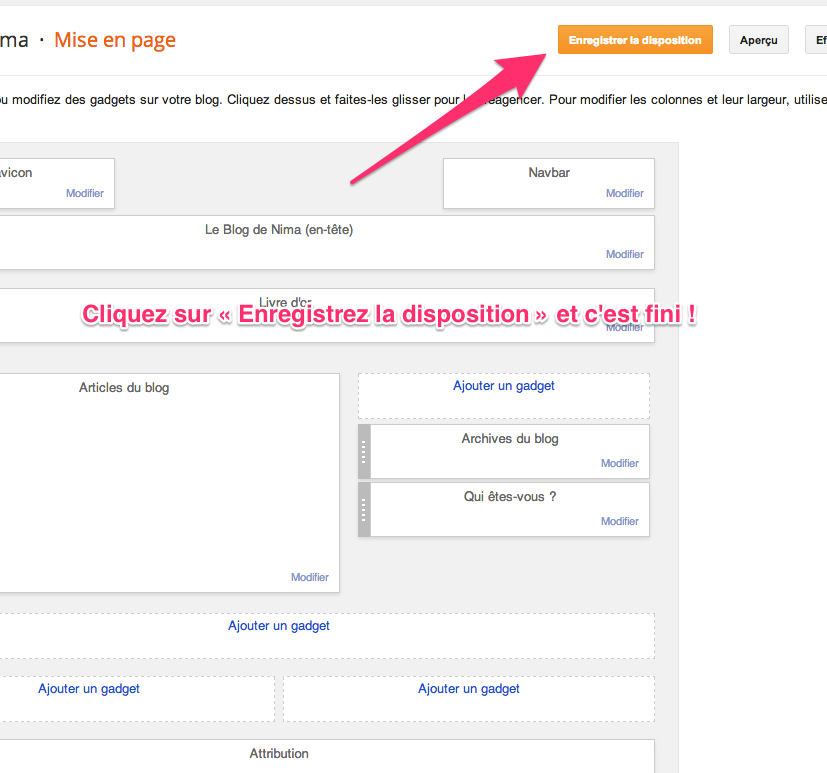 ma · Mise en page
Enregistrer la disposition
Aperçu
Ef
ou modifiez des gadgets sur votre blog. Cliquez dessus et faites-les glisser pour les réagencer. Pour modifier les colonnes et leur largeur, utilise
avicon
Modifier
Navbar
Modifier
Le Blog de Nima (en-tête)
Modifier
Livre d'or
Cliquez sur « Enregistrez la disposition » et c'est fini !
Modifier
Articles du blog
Modifier
Ajouter un gadget
Archives du blog
Modifier
Qui êtes-vous ?
Modifier
Ajouter un gadget
Ajouter un gadget
Ajouter un gadget
Attribution